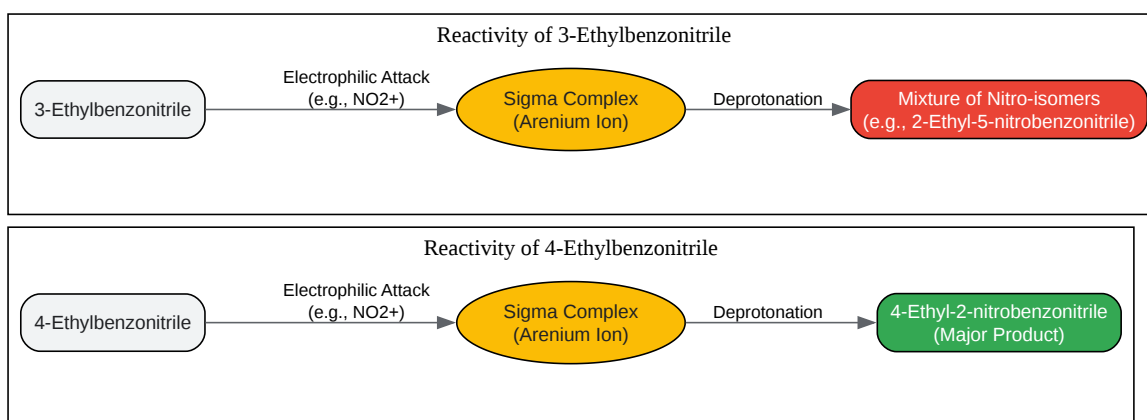 Reactivity of 3-Ethylbenzonitrile
3-Ethylbenzonitrile
Electrophilic Attack
(e.g., NO2+)
Sigma Complex
(Arenium Ion)
Deprotonation
Mixture of Nitro-isomers
(e.g., 2-Ethyl-5-nitrobenzonitrile)
Reactivity of 4-Ethylbenzonitrile
4-Ethylbenzonitrile
Electrophilic Attack
(e.g., NO2+)
Sigma Complex
(Arenium Ion)
Deprotonation
4-Ethyl-2-nitrobenzonitrile
(Major Product)